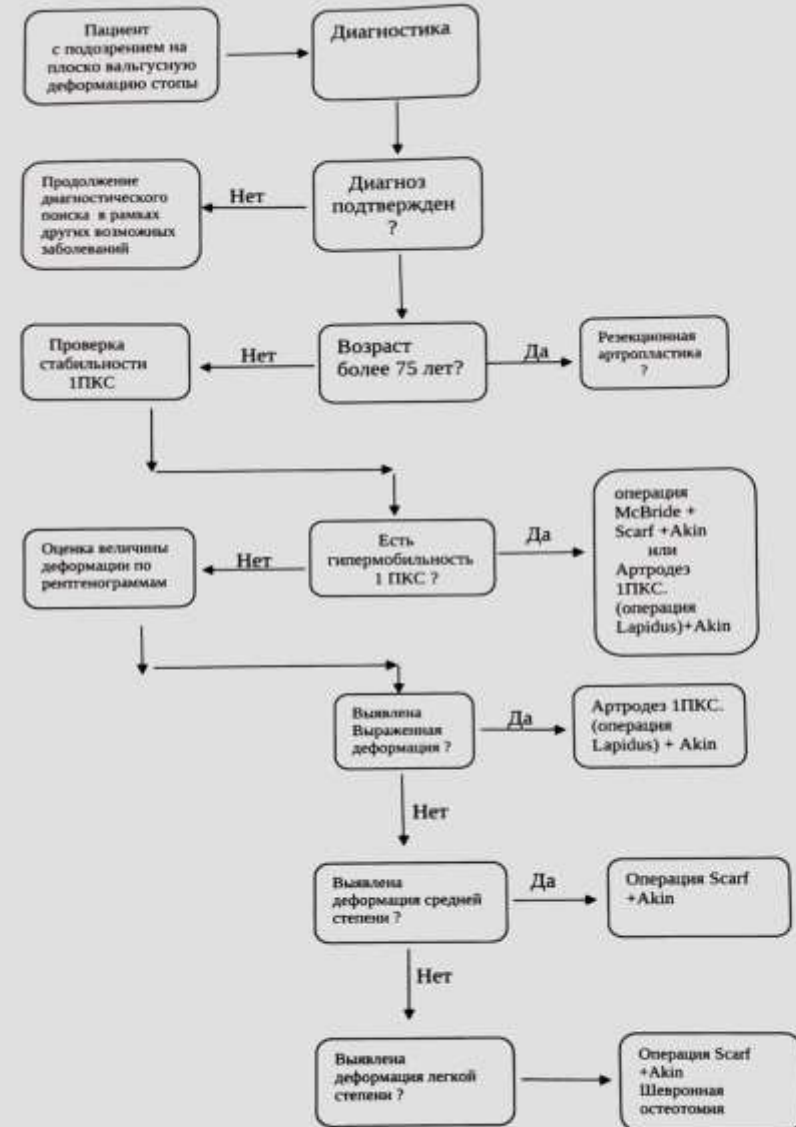 Пациент
с подозрением на
плоско вальгусную
деформацию стопы
Диагностика
Продолжение
диагностического
поиска в рамках
других возможных
заболеваний
Нет
Диагноз
подтвержден
?
Проверка
стабильности
1ПКС
Нет
Возраст
более 75 лет?
Да
Резекционная
артропластика
?
Оценка величины
деформации по
рентгенограммам
Нет
Есть
гипермобильность
1 ПКС ?
Да
операция
McBride +
Scarf +Akin
или
Артродез
1ПКС.
(операция
Lapidus)+Akin
Выявлена
Выраженная
деформация ?
Да
Артродез 1ПКС.
(операция
Lapidus) + Akin
Нет
Выявлена
деформация средней
степени ?
Да
Операция Scarf
+Akin
Нет
Выявлена
деформация легкой
степени ?
Операция Scarf
+Akin
Шевронная
остеотомия